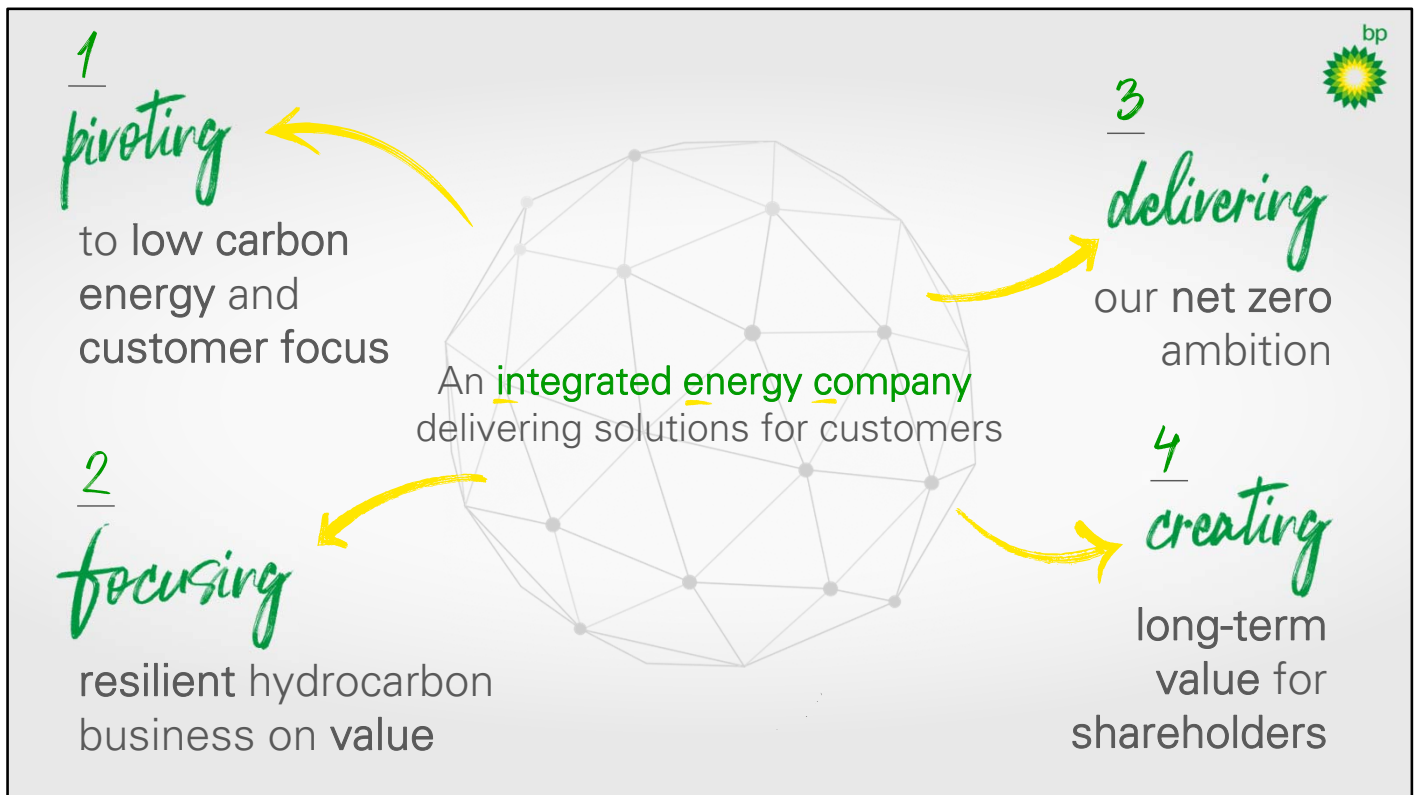 bp
1
pivoting
to low carbon
energy and
customer focus
2
focusing
resilient hydrocarbon
business on value
An integrated energy company
delivering solutions for customers
3
delivering
our net zero
ambition
4
creating
long-term
value for
shareholders